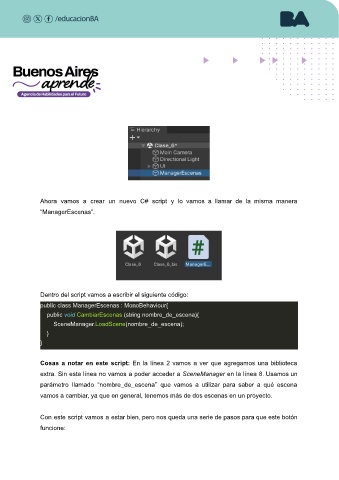 /educacionBA
BA
Buenos Aires
aprende
Agencia de Habilidades para el Futuro
Hierarchy
Clase_6*
Main Camera
Directional Light
UI
ManagerEscenas
Ahora vamos a crear un nuevo C# script y lo vamos a llamar de la misma manera
"ManagerEscenas".
Clase_6
Clase_6_bis
ManagerE...
Dentro del script vamos a escribir el siguiente código:
public class ManagerEscenas : MonoBehaviour{
public void CambiarEscenas (string nombre_de_escena){
SceneManager.LoadScene(nombre_de_escena);
}
}
Cosas a notar en este script: En la línea 2 vamos a ver que agregamos una biblioteca
extra. Sin esta línea no vamos a poder acceder a SceneManager en la línea 8. Usamos un
parámetro llamado "nombre_de_escena" que vamos a utilizar para saber a qué escena
vamos a cambiar, ya que en general, tenemos más de dos escenas en un proyecto.
Con este script vamos a estar bien, pero nos queda una serie de pasos para que este botón
funcione: